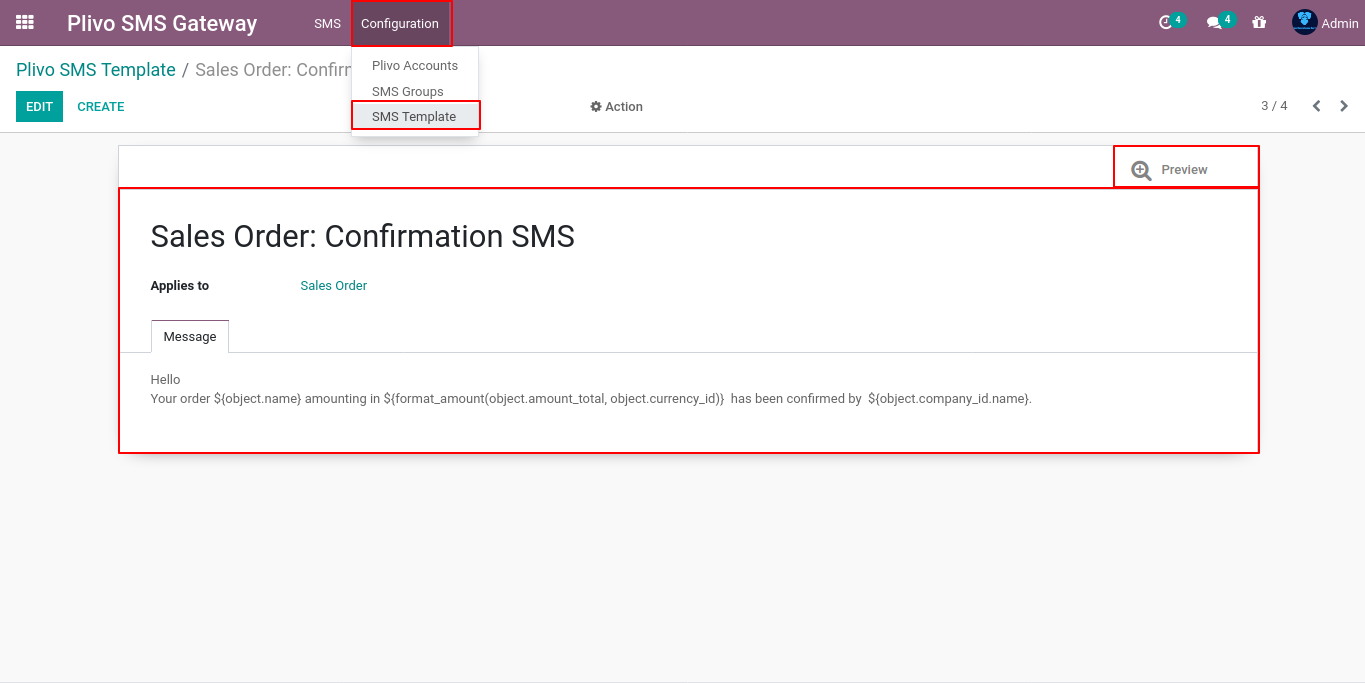 Plivo SMS Gateway SMS Configuration 4 4 Admin
Plivo Accounts
Plivo SMS Template / Sales Order: Confir
SMS Groups
EDIT CREATE Action 3 / 4
SMS Template
Preview
Sales Order: Confirmation SMS
Applies to Sales Order
Message
Hello
Your order ${object.name} amounting in ${format_amount(object.amount_total, object.currency_id)} has been confirmed by ${object.company_id.name}.